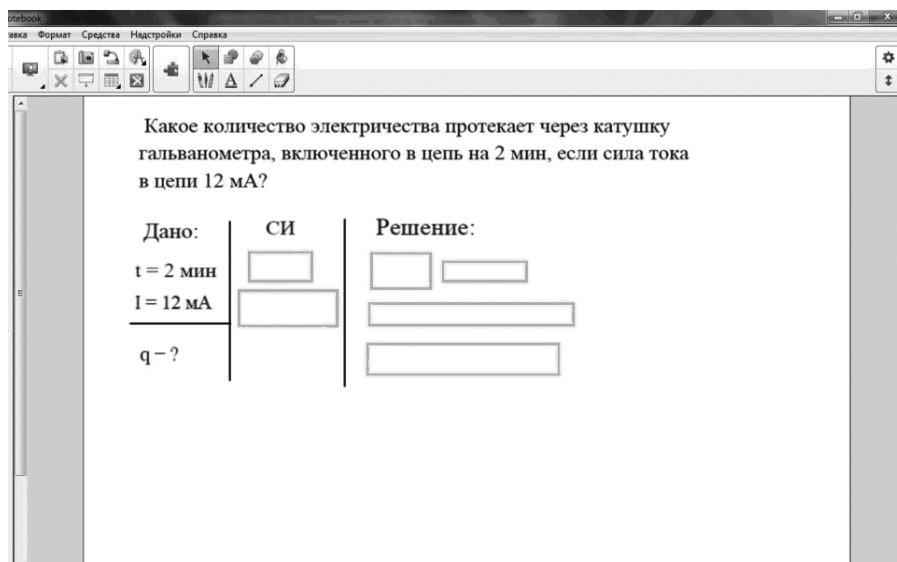 otebook
авка Формат Средства Надстройки Справка
Какое количество электричества протекает через катушку
гальванометра, включенного в цепь на 2 мин, если сила тока
в цепи 12 мА?
Дано:
t = 2 мин
I = 12 мА
q – ?
СИ
Решение: